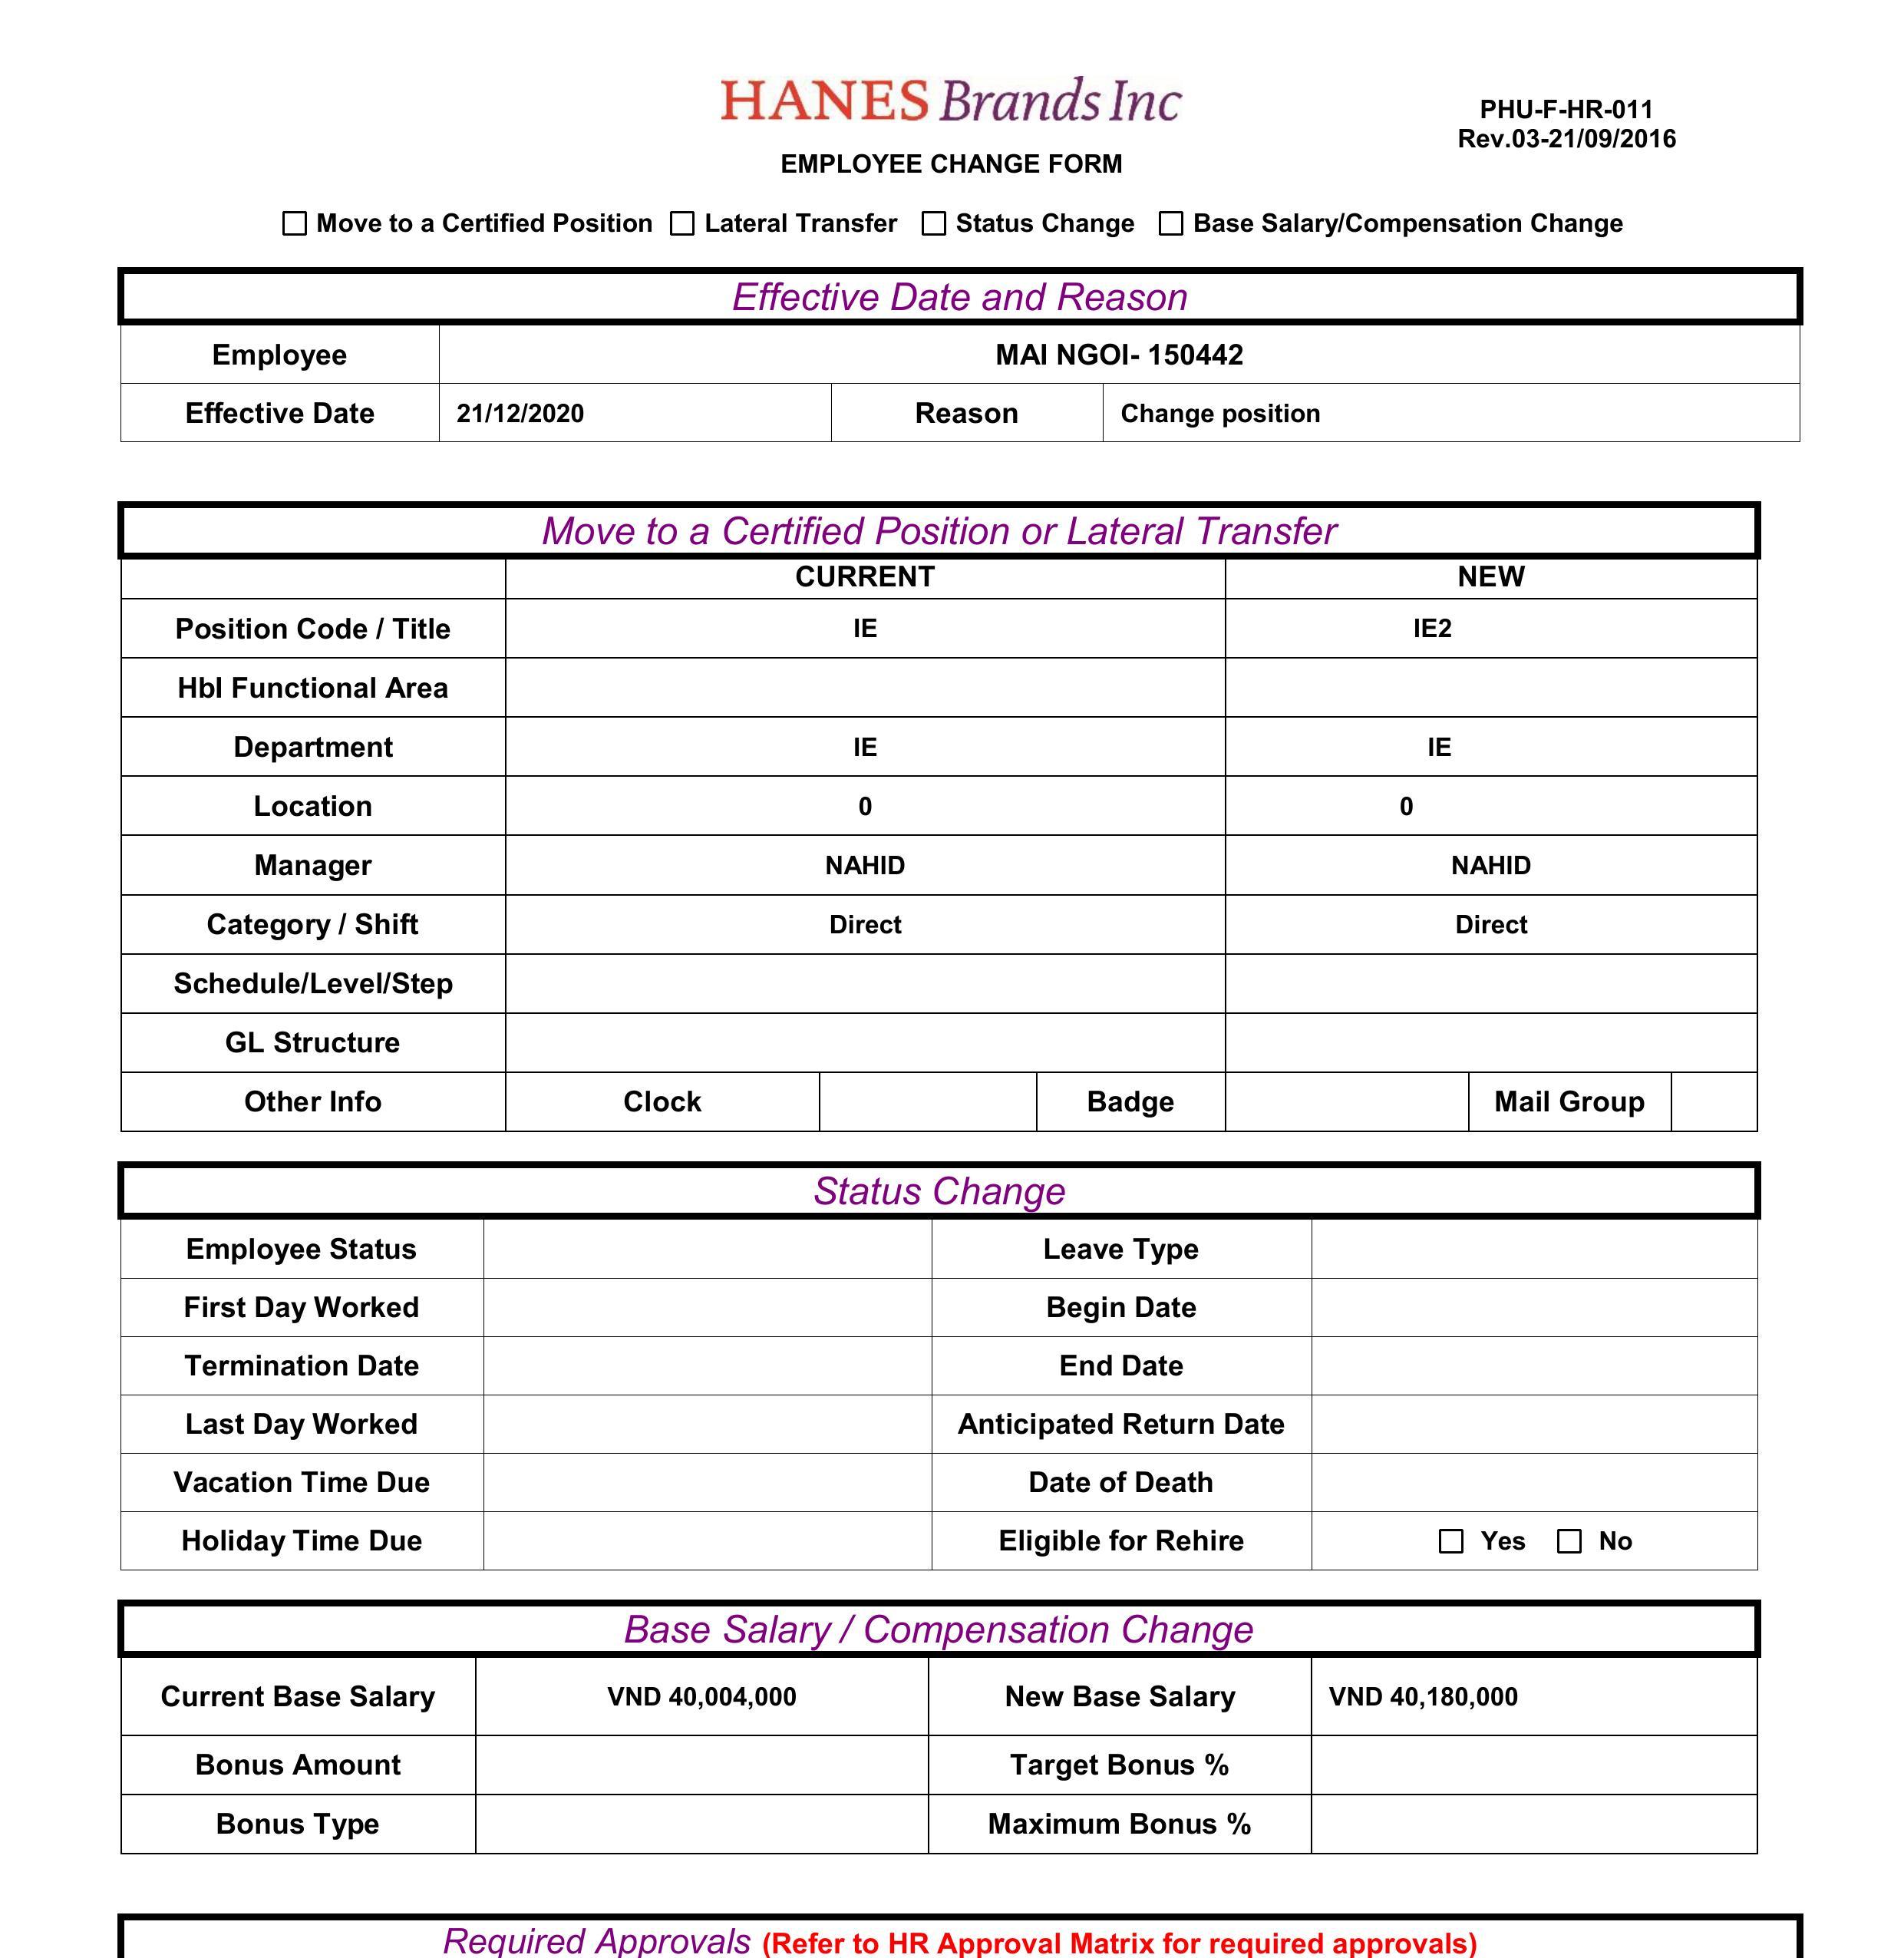 HANES Brands Inc
PHU-F-HR-011
Rev.03-21/09/2016
EMPLOYEE CHANGE FORM
Move to a Certified Position Lateral Transfer Status Change Base Salary/Compensation Change
Effective Date and Reason
Employee MAI NGOI- 150442
Effective Date 21/12/2020 Reason Change position
Move to a Certified Position or Lateral Transfer
CURRENT NEW
Position Code / Title IE IE2
Hbl Functional Area
Department IE IE
Location 0 0
Manager NAHID NAHID
Category / Shift Direct Direct
Schedule/Level/Step
GL Structure
Other Info Clock Badge Mail Group
Status Change
Employee Status Leave Type
First Day Worked Begin Date
Termination Date End Date
Last Day Worked Anticipated Return Date
Vacation Time Due Date of Death
Holiday Time Due Eligible for Rehire Yes No
Base Salary / Compensation Change
Current Base Salary VND 40,004,000 New Base Salary VND 40,180,000
Bonus Amount Target Bonus %
Bonus Type Maximum Bonus %
Required Approvals (Refer to HR Approval Matrix for required approvals)